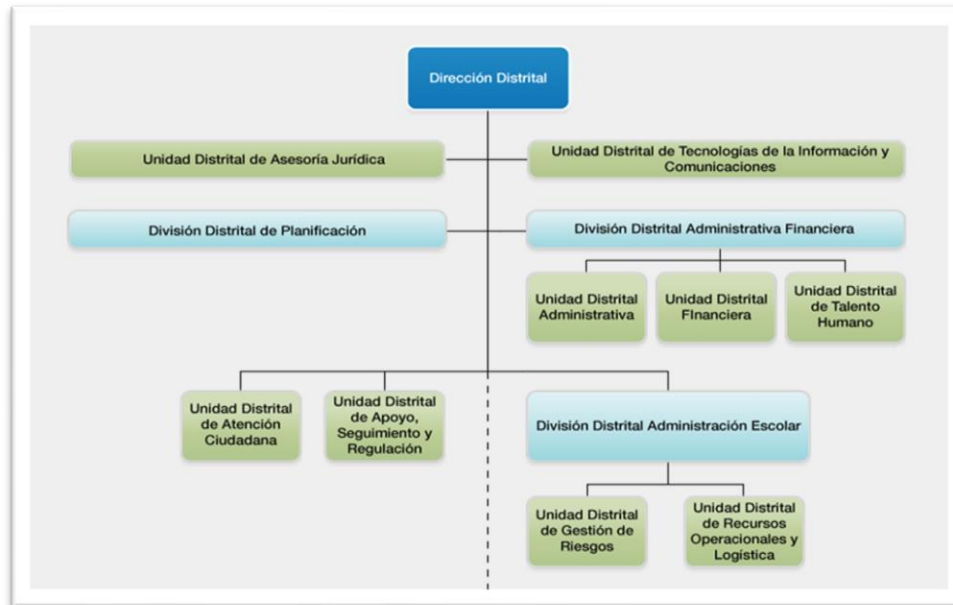 Dirección Distrital
Unidad Distrital de Asesoría Jurídica
Unidad Distrital de Tecnologías de la Información y
Comunicaciones
División Distrital de Planificación
División Distrital Administrativa Financiera
Unidad Distrital
Administrativa
Unidad Distrital
FInanciera
Unidad Distrital
de Talento
Humano
Unidad Distrital
de Atención
Ciudadana
Unidad Distrital
de Apoyo,
Seguimiento y
Regulación
División Distrital Administración Escolar
Unidad Distrital
de Gestión de
Riesgos
Unidad Distrital
de Recursos
Operacionales y
Logística